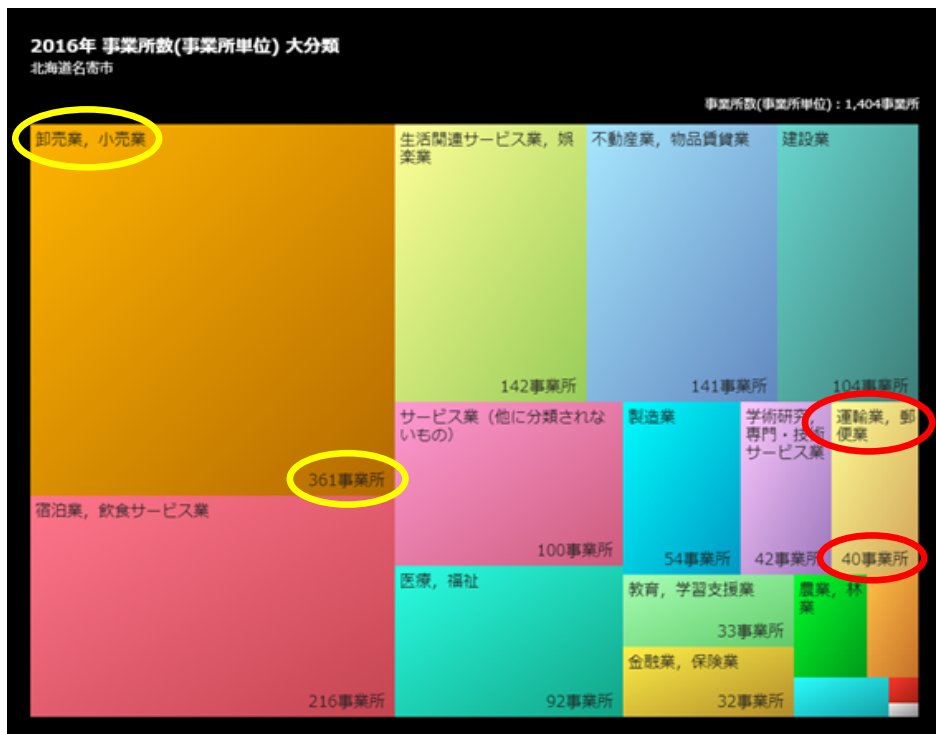 2016年 事業所数(事業所単位) 大分類
北海道名寄市
事業所数(事業所単位) : 1,404事業所
卸売業, 小売業
361事業所
宿泊業, 飲食サービス業
216事業所
生活関連サービス業, 娯
楽業
142事業所
不動産業, 物品賃貸業
141事業所
建設業
104事業所
サービス業（他に分類されな
いもの）
100事業所
医療, 福祉
92事業所
製造業
54事業所
学術研究,
専門・技術
サービス業
42事業所
運輸業, 郵
便業
40事業所
教育, 学習支援業
33事業所
金融業, 保険業
32事業所
農業, 林
業